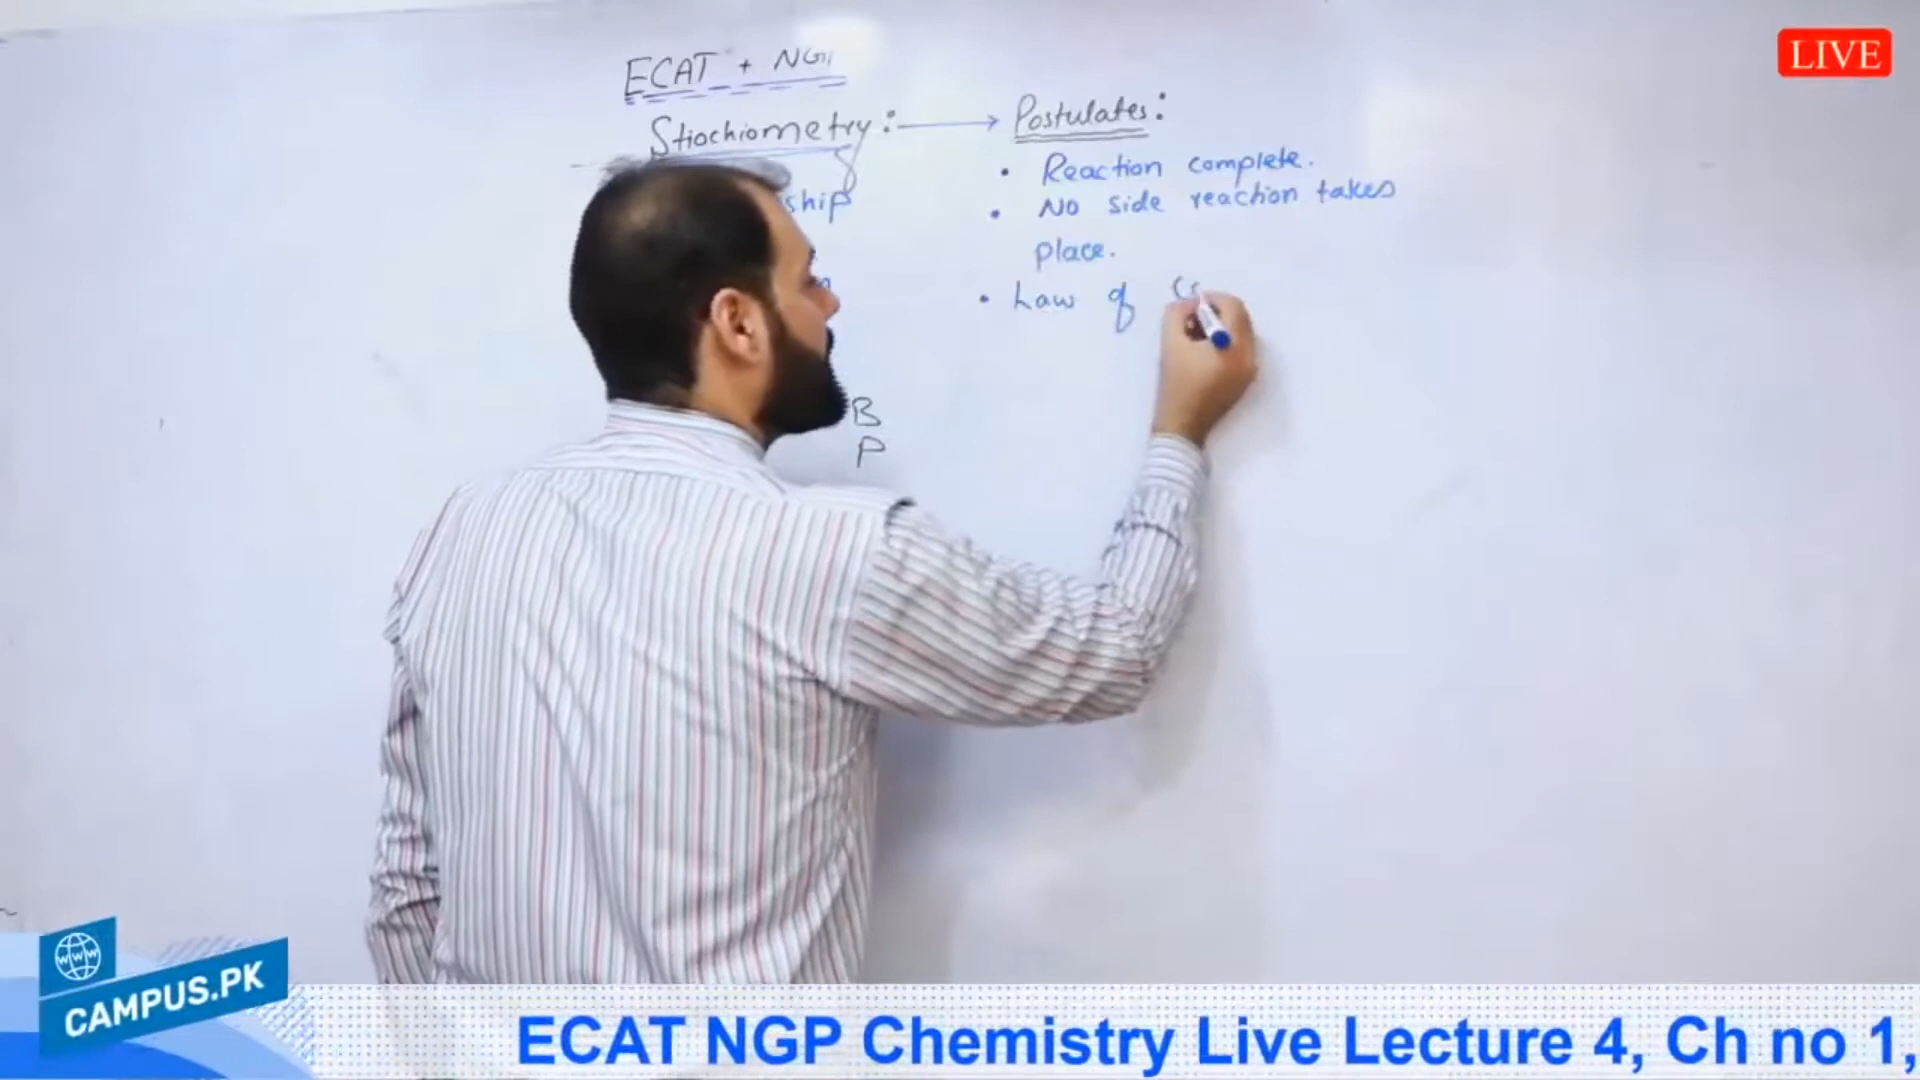 LIVE
ECAT + NGP
Stiochiometry: → Postulates:
• Reaction complete.
ship
• No side reaction takes
place.
• Law of
B
P
www
CAMPUS.PK
ECAT NGP Chemistry Live Lecture 4, Ch no 1,